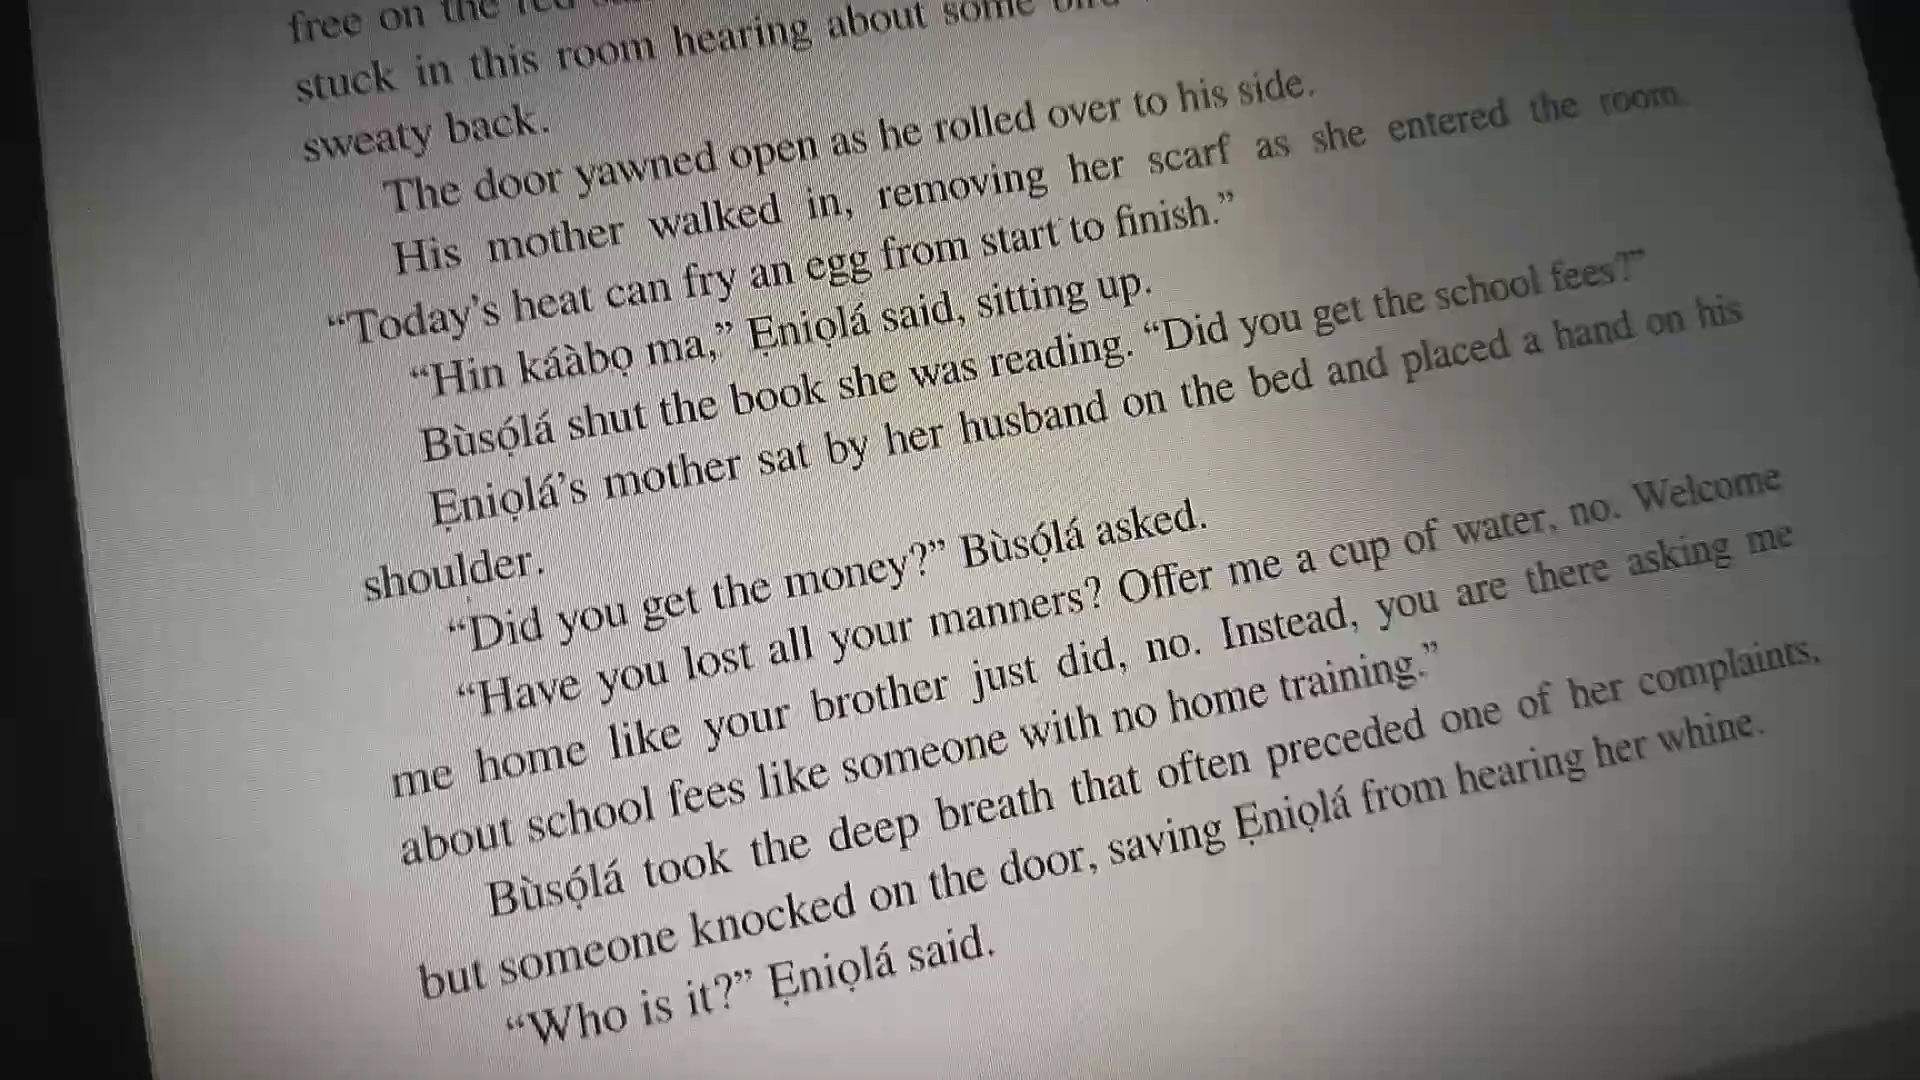 free on the
stuck in this room hearing about some
sweaty back.
The door yawned open as he rolled over to his side.
His mother walked in, removing her scarf as she entered the room.
“Today’s heat can fry an egg from start to finish.”
“Hin káàbọ ma,” Ẹniọlá said, sitting up.
Bùsọ́lá shut the book she was reading. “Did you get the school fees?”
Ẹniọlá’s mother sat by her husband on the bed and placed a hand on his
shoulder.
“Did you get the money?” Bùsọ́lá asked.
“Have you lost all your manners? Offer me a cup of water, no. Welcome
me home like your brother just did, no. Instead, you are there asking me
about school fees like someone with no home training.”
Bùsọ́lá took the deep breath that often preceded one of her complaints,
but someone knocked on the door, saving Ẹniọlá from hearing her whine.
“Who is it?” Ẹniọlá said.